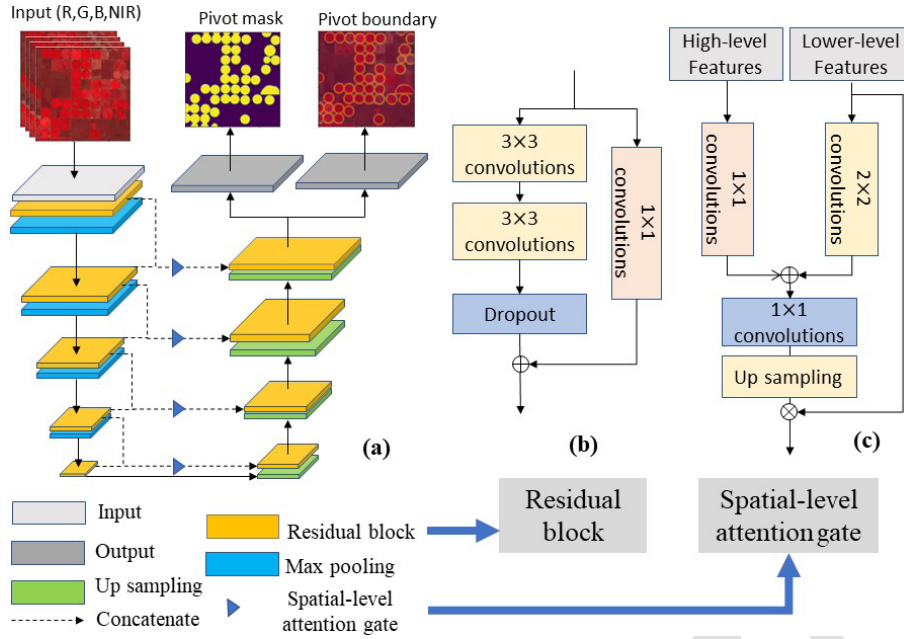 Input (R,G,B,NIR)
Pivot mask
Pivot boundary
(a)
3×3
convolutions
3×3
convolutions
Dropout
1×1
convolutions
(b)
High-level
Features
Lower-level
Features
1×1
convolutions
2×2
convolutions
1×1
convolutions
Up sampling
(c)
Input
Output
Up sampling
Concatenate
Residual block
Max pooling
Spatial-level
attention gate
Residual
block
Spatial-level
attention gate